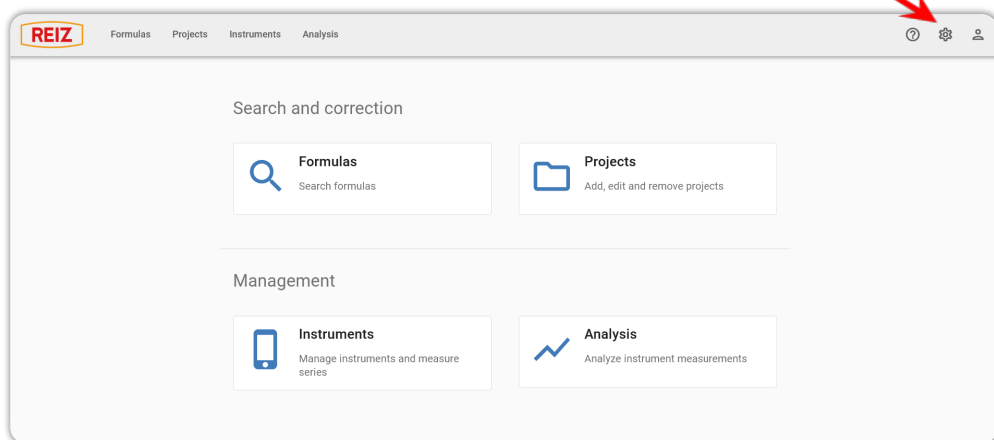 REIZ Formulas Projects Instruments Analysis
Search and correction
Formulas
Search formulas
Projects
Add, edit and remove projects
Management
Instruments
Manage instruments and measure
series
Analysis
Analyze instrument measurements